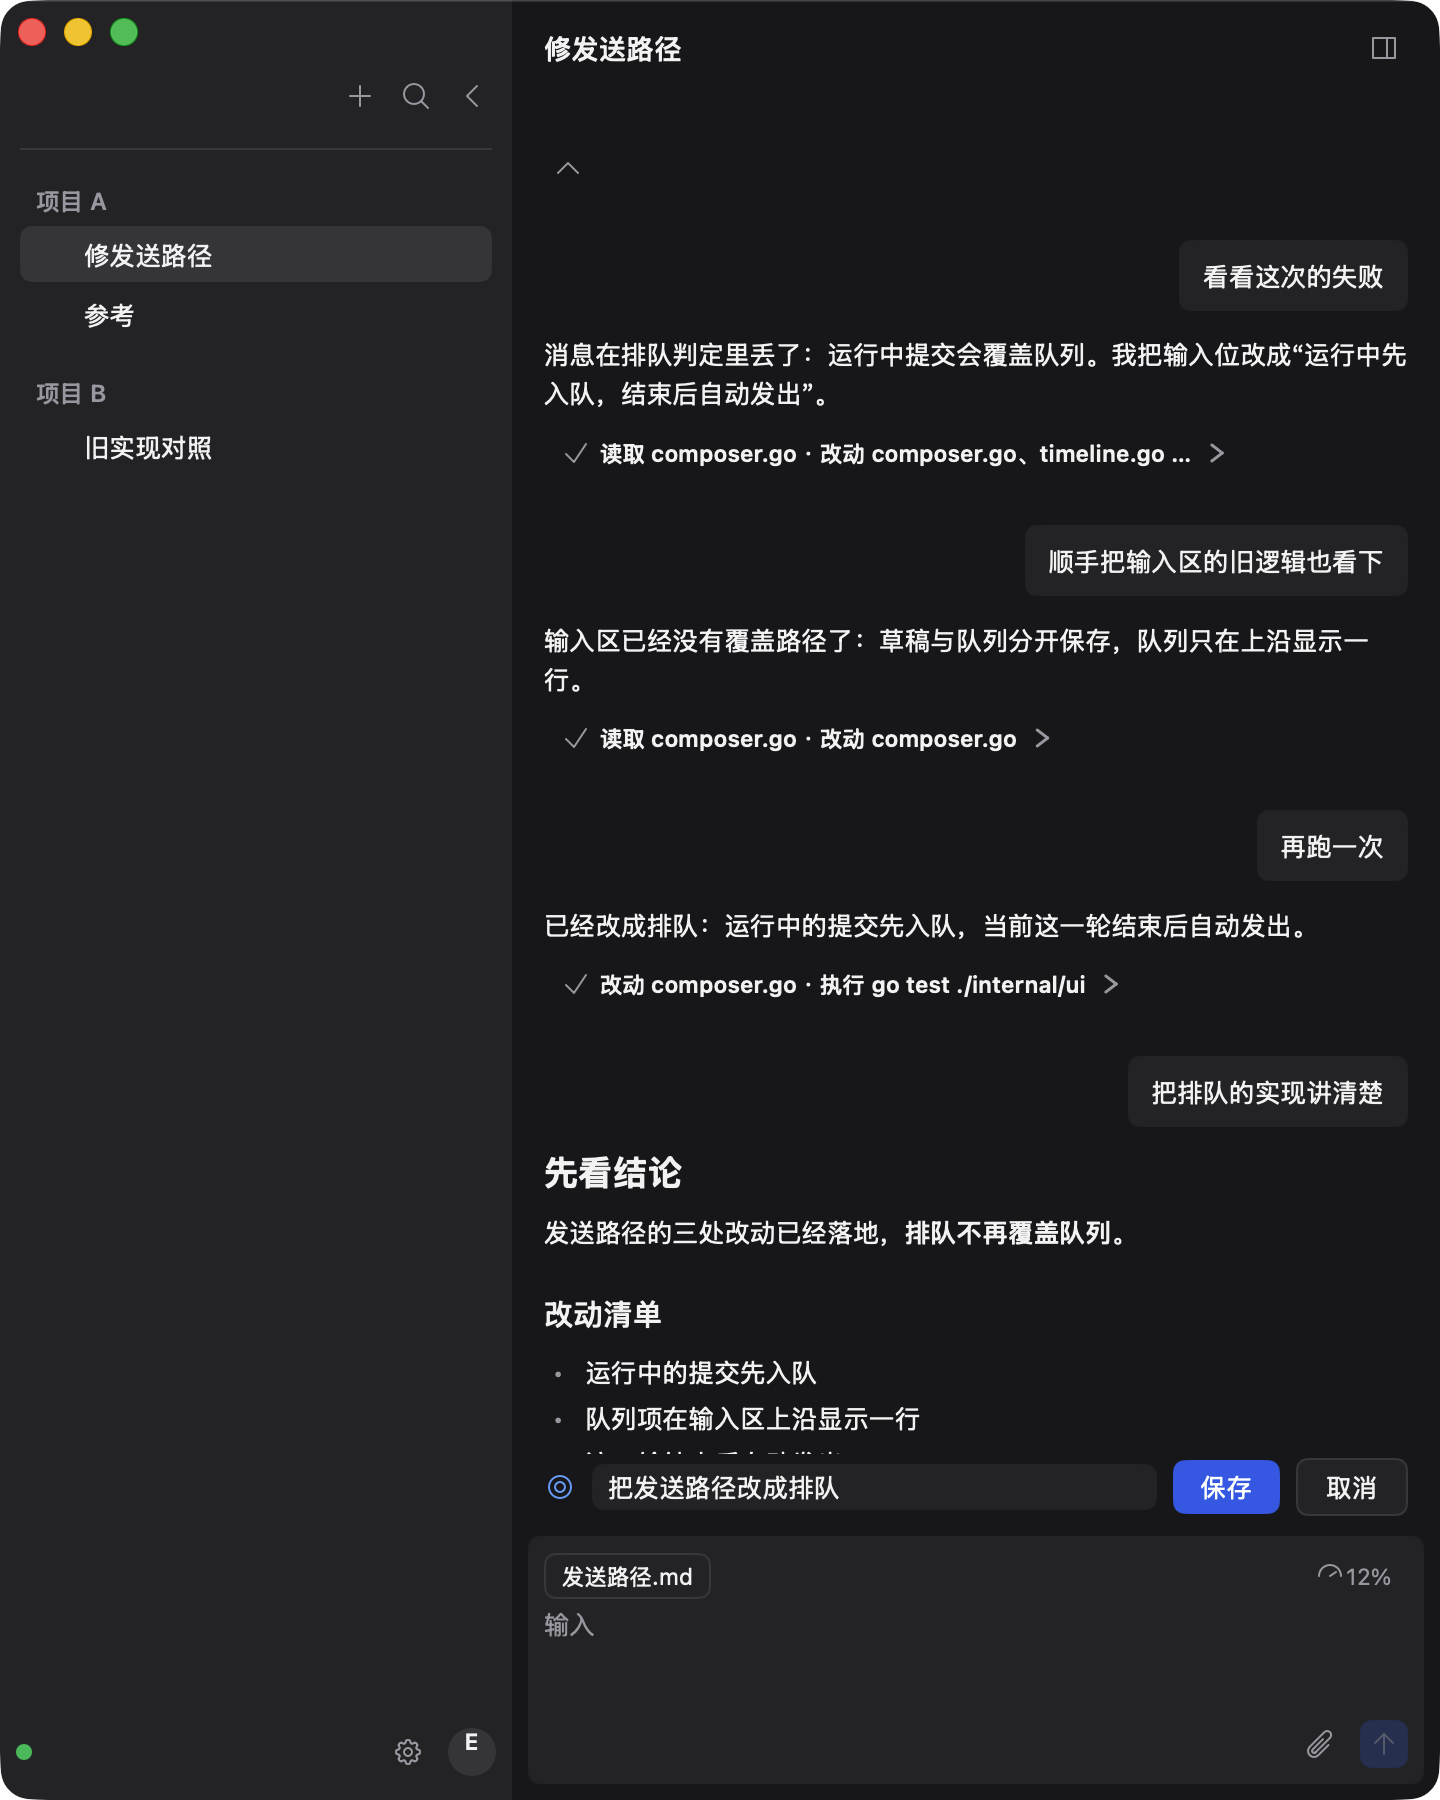 修发送路径
项目 A
修发送路径
参考
项目 B
旧实现对照
看看这次的失败
消息在排队判定里丢了：运行中提交会覆盖队列。我把输入位改成“运行中先
入队，结束后自动发出”。
读取 composer.go · 改动 composer.go、timeline.go ...
顺手把输入区的旧逻辑也看下
输入区已经没有覆盖路径了：草稿与队列分开保存，队列只在上沿显示一
行。
读取 composer.go · 改动 composer.go
再跑一次
已经改成排队：运行中的提交先入队，当前这一轮结束后自动发出。
改动 composer.go · 执行 go test ./internal/ui
把排队的实现讲清楚
先看结论
发送路径的三处改动已经落地，排队不再覆盖队列。
改动清单
• 运行中的提交先入队
• 队列项在输入区上沿显示一行
把发送路径改成排队
保存
取消
发送路径.md
12%
输入
E